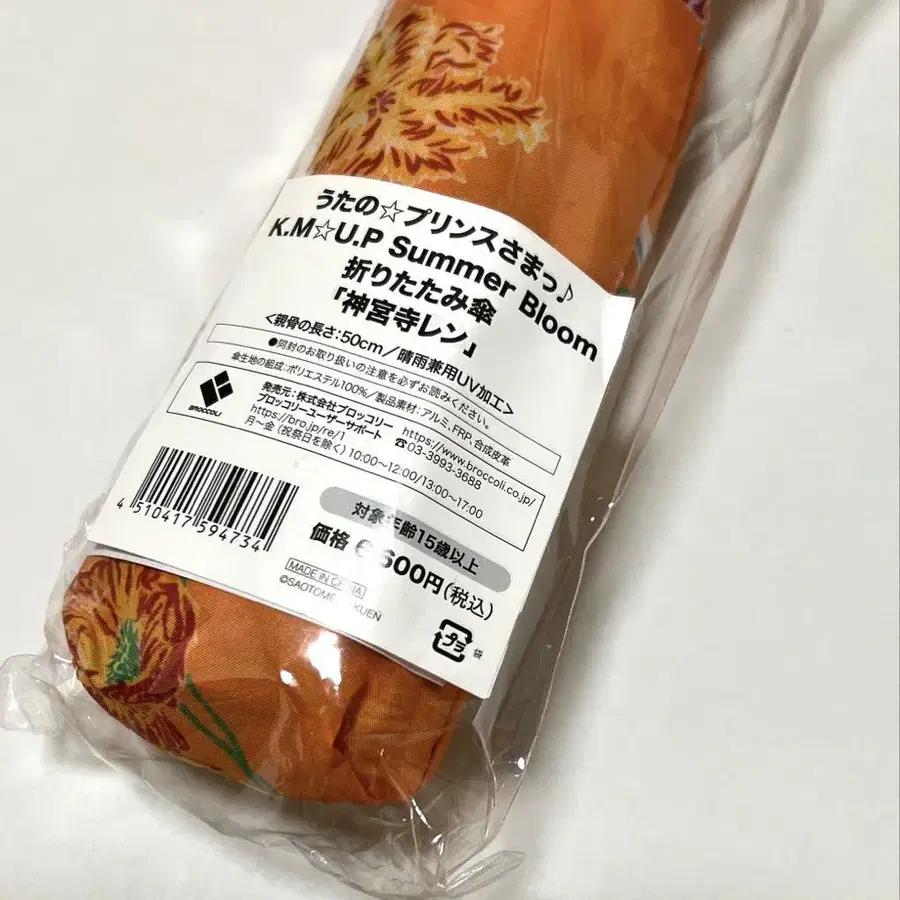 うたの☆プリンスさまっ♪
K.M☆U.P Summer Bloom
折りたたみ傘
「神宮寺レン」
<親骨の長さ:50cm/晴雨兼用UV加工>
●同封のお取り扱いの注意を必ずお読みください。
傘生地の組成:ポリエステル100%/製品素材:アルミ、FRP、合成皮革
BROCCOLI
発売元:株式会社ブロッコリー https://www.broccoli.co.jp/
ブロッコリーユーザーサポート ☎03-3993-3688
https://bro.jp/re/1
月〜金(祝祭日を除く)10:00〜12:00/13:00〜17:00
4 510417 594734
対象年齢15歳以上
価格 600円(税込)
MADE IN CHINA
©SAOTOME
プラ 袋